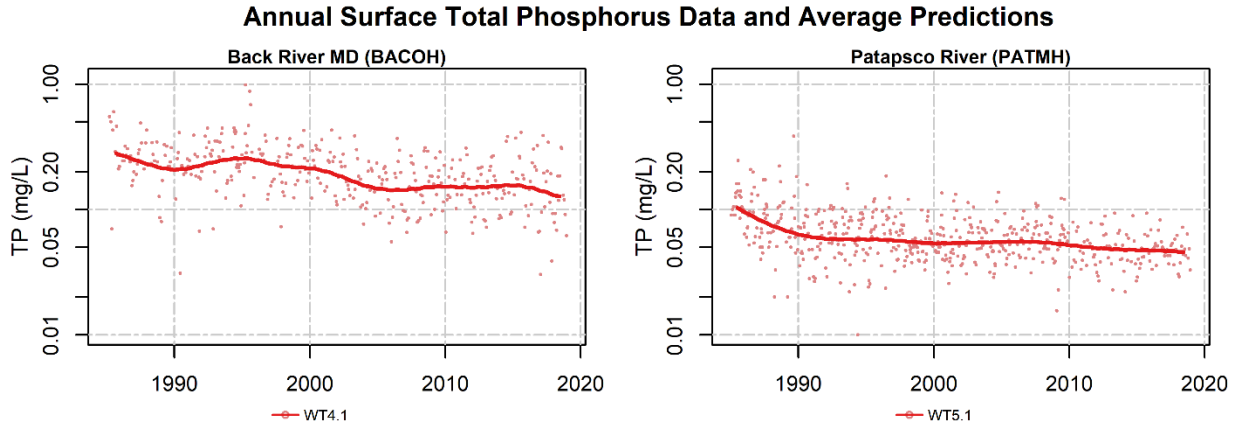 Annual Surface Total Phosphorus Data and Average Predictions
Back River MD (BACOH)
TP (mg/L)
1.00
0.20
0.05
0.01
1990 2000 2010 2020
WT4.1
Patapsco River (PATMH)
TP (mg/L)
1.00
0.20
0.05
0.01
1990 2000 2010 2020
WT5.1